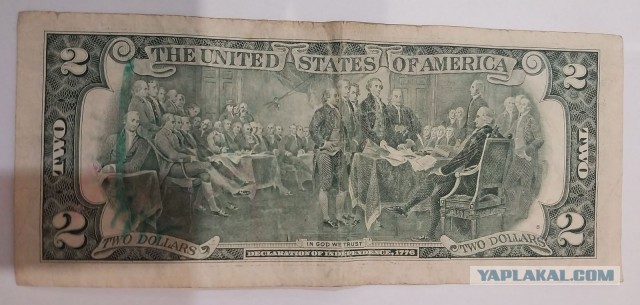 2 THE UNITED STATES OF AMERICA 2
TWO TWO
2 TWO DOLLARS TWO DOLLARS 2
IN GOD WE TRUST
DECLARATION OF INDEPENDENCE, 1776
YAPLAKAL.COM